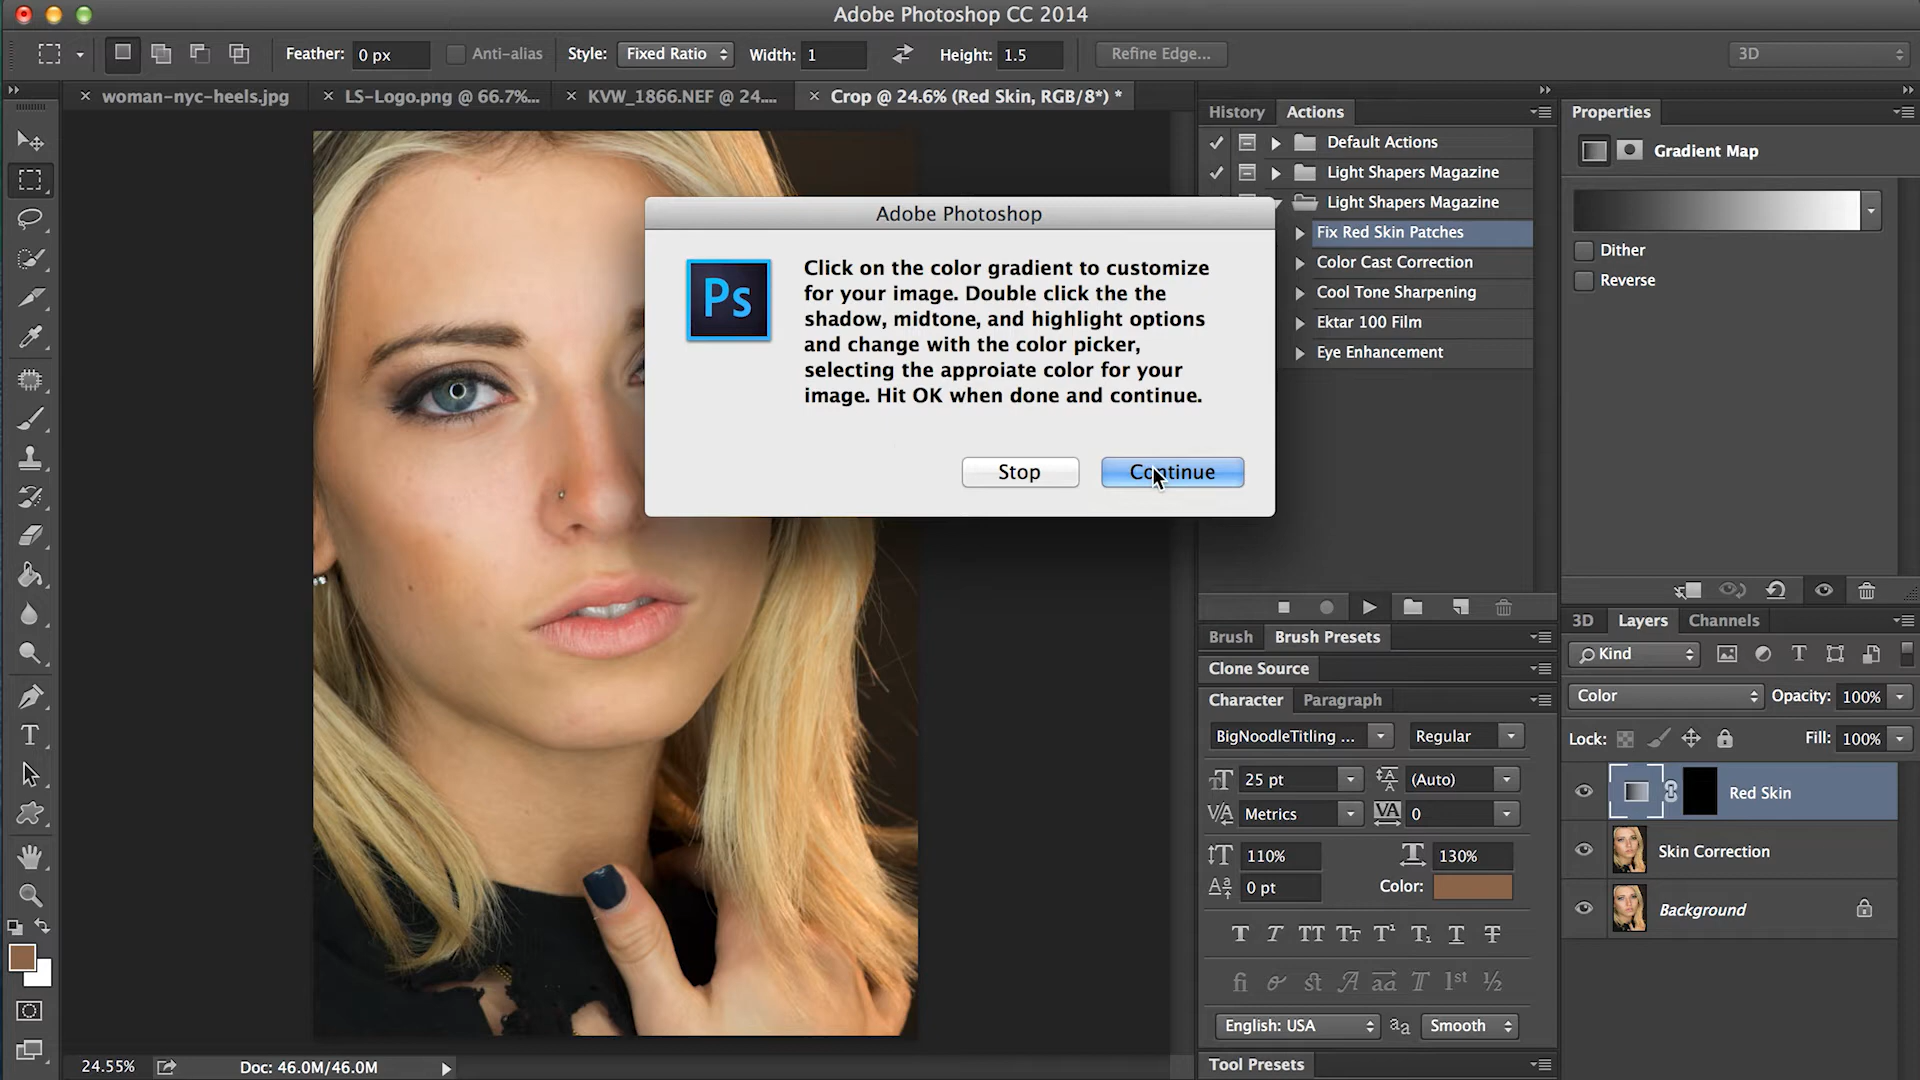 Adobe Photoshop CC 2014
Feather: 0 px Anti-alias Style: Fixed Ratio Width: 1 Height: 1.5 Refine Edge... 3D
woman-nyc-heels.jpg LS-Logo.png @ 66.7%... KVW_1866.NEF @ 24.... Crop @ 24.6% (Red Skin, RGB/8*) *
History Actions
Default Actions
Light Shapers Magazine
Light Shapers Magazine
Fix Red Skin Patches
Color Cast Correction
Cool Tone Sharpening
Ektar 100 Film
Eye Enhancement
Properties
Gradient Map
Dither
Reverse
Adobe Photoshop
Ps
Click on the color gradient to customize
for your image. Double click the the
shadow, midtone, and highlight options
and change with the color picker,
selecting the approiate color for your
image. Hit OK when done and continue.
Stop Continue
Brush Brush Presets
Clone Source
Character Paragraph
BigNoodleTitling ... Regular
25 pt (Auto)
Metrics 0
110% 130%
0 pt Color:
English: USA Smooth
Tool Presets
3D Layers Channels
Kind
Color Opacity: 100%
Lock: Fill: 100%
Red Skin
Skin Correction
Background
24.55% Doc: 46.0M/46.0M